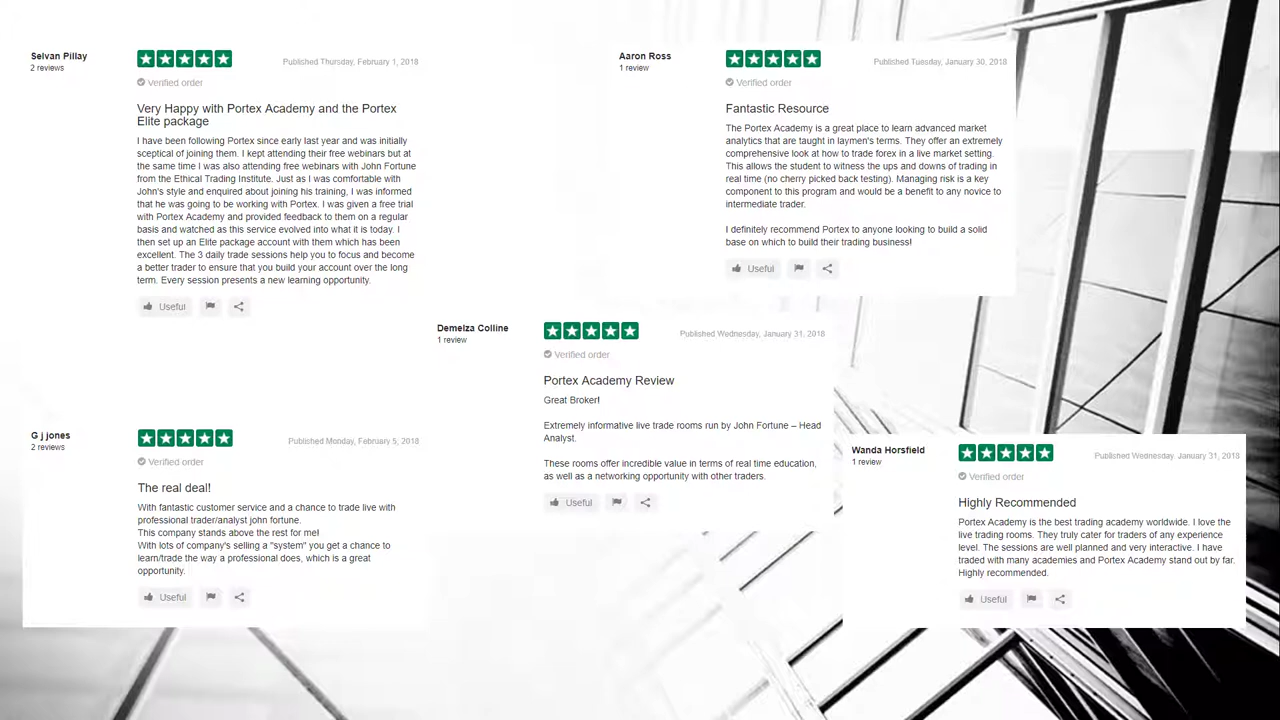 Selvan Pillay
2 reviews
Published Thursday, February 1, 2018
Verified order
Very Happy with Portex Academy and the Portex
Elite package
I have been following Portex since early last year and was initially
sceptical of joining them. I kept attending their free webinars but at
the same time I was also attending free webinars with John Fortune
from the Ethical Trading Institute. Just as I was comfortable with
John's style and enquired about joining his training, I was informed
that he was going to be working with Portex. I was given a free trial
with Portex Academy and provided feedback to them on a regular
basis and watched as this service evolved into what it is today. I
then set up an Elite package account with them which has been
excellent. The 3 daily trade sessions help you to focus and become
a better trader to ensure that you build your account over the long
term. Every session presents a new learning opportunity.
Useful
Aaron Ross
1 review
Published Tuesday, January 30, 2018
Verified order
Fantastic Resource
The Portex Academy is a great place to learn advanced market
analytics that are taught in laymen's terms. They offer an extremely
comprehensive look at how to trade forex in a live market setting.
This allows the student to witness the ups and downs of trading in
real time (no cherry picked back testing). Managing risk is a key
component to this program and would be a benefit to any novice to
intermediate trader.
I definitely recommend Portex to anyone looking to build a solid
base on which to build their trading business!
Useful
Demelza Colline
1 review
Published Wednesday, January 31, 2018
Verified order
Portex Academy Review
Great Broker!
Extremely informative live trade rooms run by John Fortune – Head
Analyst.
These rooms offer incredible value in terms of real time education,
as well as a networking opportunity with other traders.
Useful
G j jones
2 reviews
Published Monday, February 5, 2018
Verified order
The real deal!
With fantastic customer service and a chance to trade live with
professional trader/analyst john fortune.
This company stands above the rest for me!
With lots of company's selling a "system" you get a chance to
learn/trade the way a professional does, which is a great
opportunity.
Useful
Wanda Horsfield
1 review
Published Wednesday, January 31, 2018
Verified order
Highly Recommended
Portex Academy is the best trading academy worldwide. I love the
live trading rooms. They truly cater for traders of any experience
level. The sessions are well planned and very interactive. I have
traded with many academies and Portex Academy stand out by far.
Highly recommended.
Useful